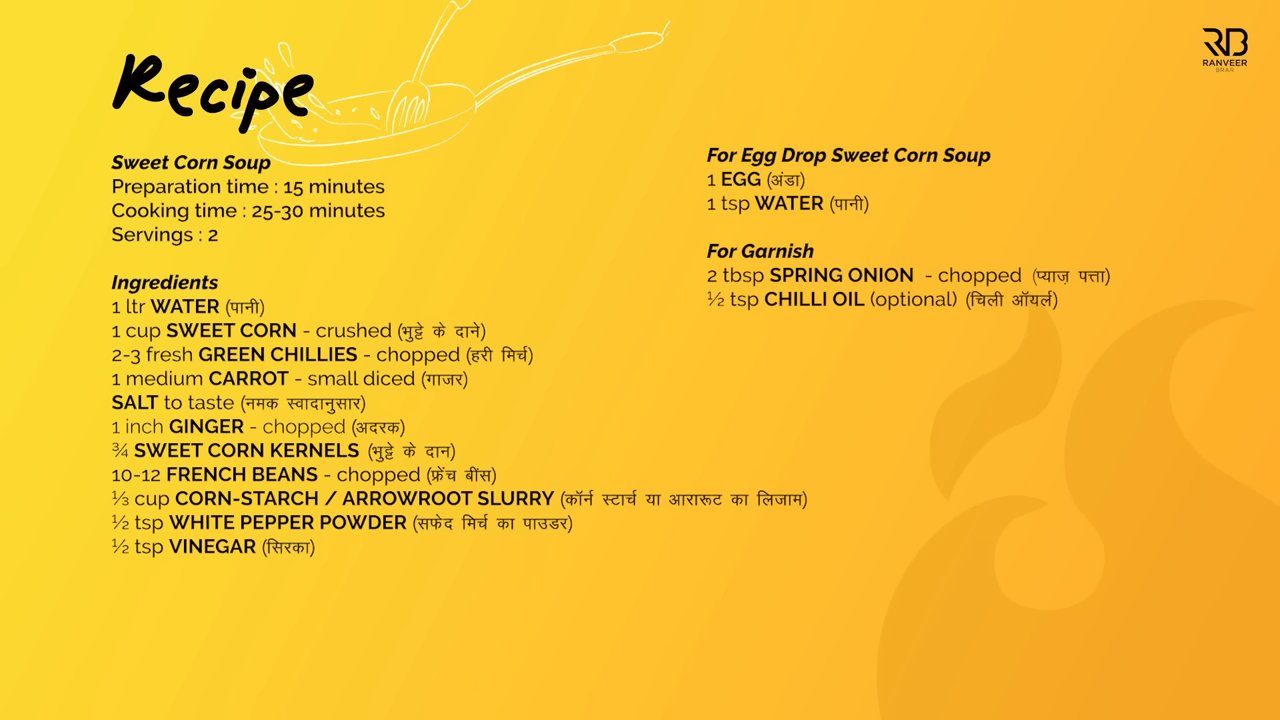 Recipe
Sweet Corn Soup
Preparation time : 15 minutes
Cooking time : 25-30 minutes
Servings : 2
Ingredients
1 ltr WATER (पानी)
1 cup SWEET CORN - crushed (भुट्टे के दाने)
2-3 fresh GREEN CHILLIES - chopped (हरी मिर्च)
1 medium CARROT - small diced (गाजर)
SALT to taste (नमक स्वादानुसार)
1 inch GINGER - chopped (अदरक)
¾ SWEET CORN KERNELS (भुट्टे के दान)
10-12 FRENCH BEANS - chopped (फ्रेंच बींस)
⅓ cup CORN-STARCH / ARROWROOT SLURRY (कॉर्न स्टार्च या आरारूट का लिजाम)
½ tsp WHITE PEPPER POWDER (सफेद मिर्च का पाउडर)
½ tsp VINEGAR (सिरका)
For Egg Drop Sweet Corn Soup
1 EGG (अंडा)
1 tsp WATER (पानी)
For Garnish
2 tbsp SPRING ONION - chopped (प्याज़ पत्ता)
½ tsp CHILLI OIL (optional) (चिली ऑयर्ल)
RB
RANVEER
BRAR